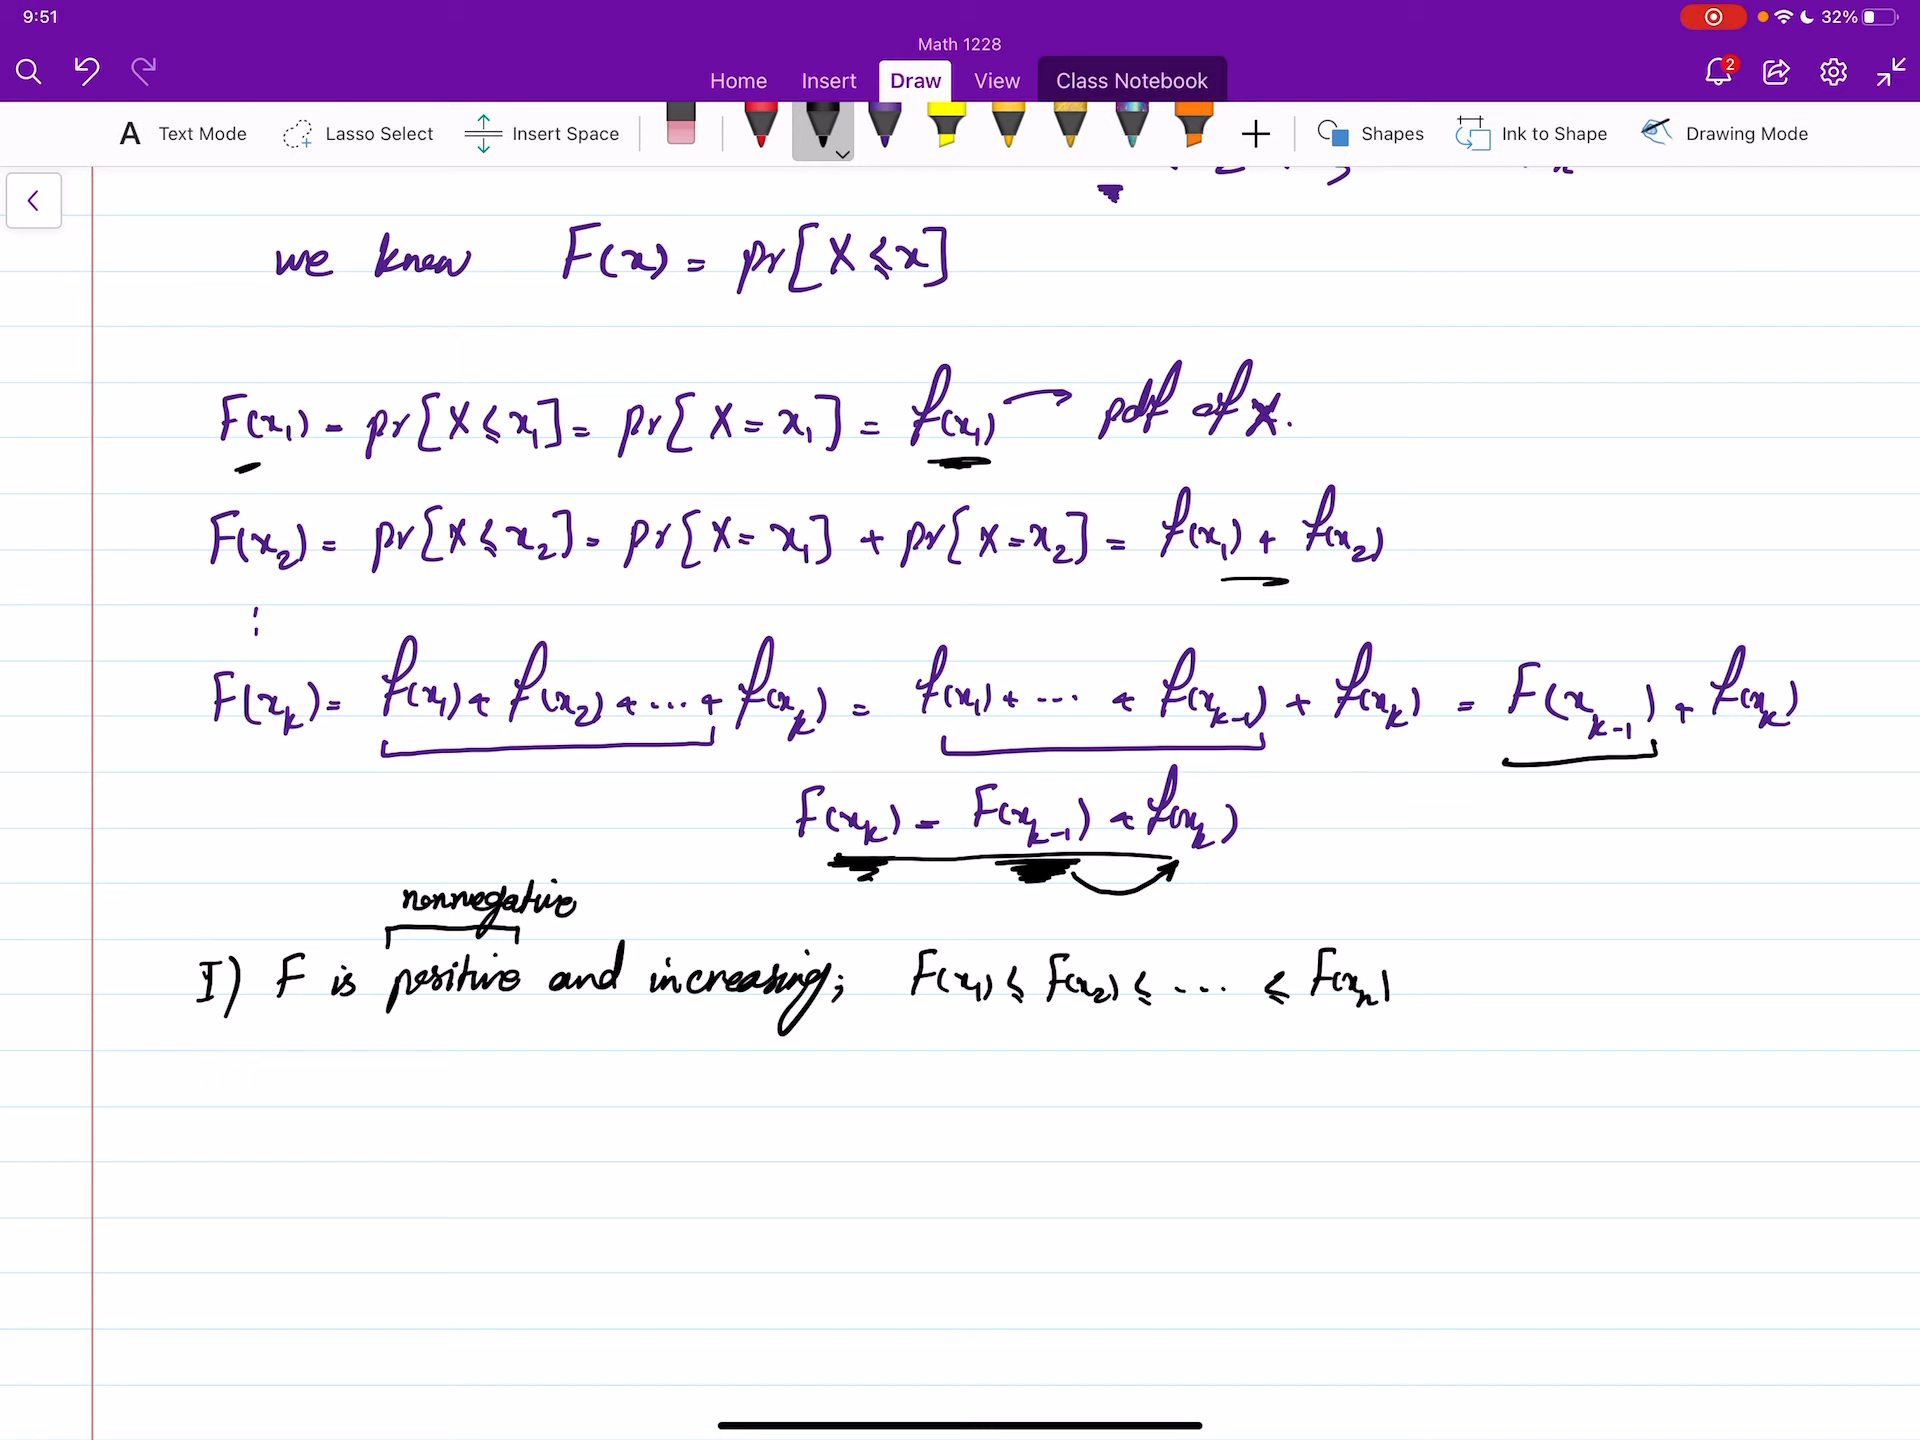 9:51
32%
Math 1228
Home Insert Draw View Class Notebook
2
A Text Mode Lasso Select Insert Space Shapes Ink to Shape Drawing Mode
we know F(x) = pr[X ≤ x]
F(x₁) = pr[X ≤ x₁] = pr[X = x₁] = f(x₁) → pdf of X.
F(x₂) = pr[X ≤ x₂] = pr[X = x₁] + pr[X = x₂] = f(x₁) + f(x₂)
⋮
F(xₖ) = f(x₁) + f(x₂) + ... + f(xₖ) = f(x₁) + ... + f(xₖ₋₁) + f(xₖ) = F(xₖ₋₁) + f(xₖ)
F(xₖ) = F(xₖ₋₁) + f(xₖ)
nonnegative
I) F is positive and increasing; F(x₁) ≤ F(x₂) ≤ ... ≤ F(xₙ)